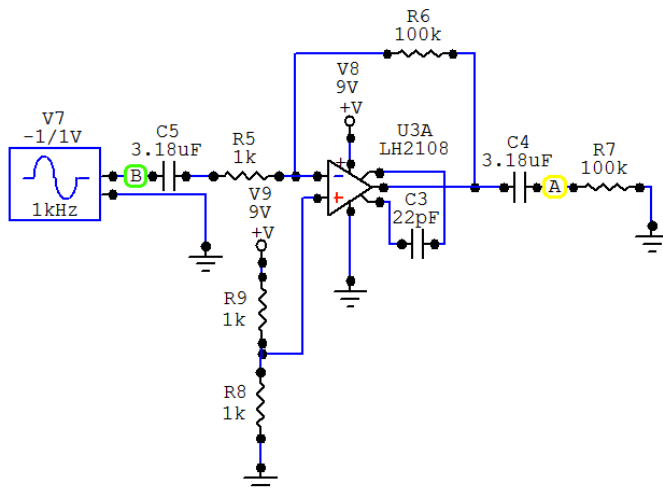 R6
100k
V8
9V
+V
V7
-1/1V
C5
3.18uF
R5
1k
U3A
LH2108
C4
3.18uF
R7
100k
B
A
1kHz
V9
9V
+V
C3
22pF
R9
1k
R8
1k